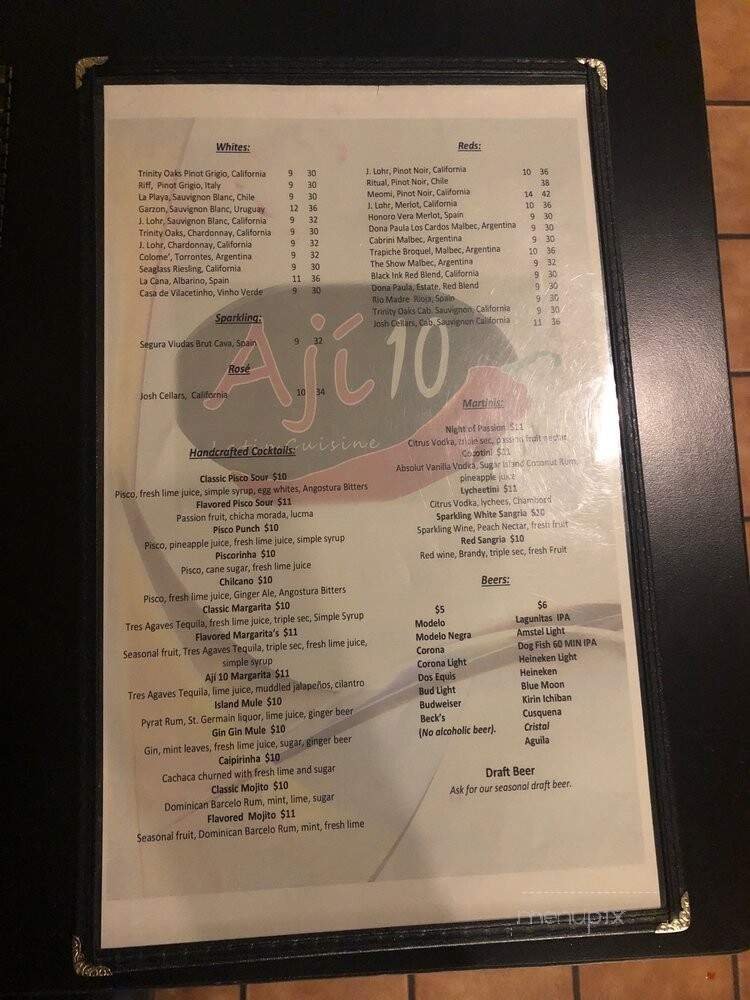 Whites:
Trinity Oaks Pinot Grigio, California 9 30
Riff, Pinot Grigio, Italy 9 30
La Playa, Sauvignon Blanc, Chile 9 30
Garzon, Sauvignon Blanc, Uruguay 12 36
J. Lohr, Sauvignon Blanc, California 9 32
Trinity Oaks, Chardonnay, California 9 30
J. Lohr, Chardonnay, California 9 32
Colome', Torrontes, Argentina 9 32
Seaglass Riesling, California 9 30
La Cana, Albarino, Spain 11 36
Casa de Vilacetinho, Vinho Verde 9 30
Sparkling:
Segura Viudas Brut Cava, Spain 9 32
Rosé
Josh Cellars, California 10 34
Handcrafted Cocktails:
Classic Pisco Sour $10
Pisco, fresh lime juice, simple syrup, egg whites, Angostura Bitters
Flavored Pisco Sour $11
Passion fruit, chicha morada, lucma
Pisco Punch $10
Pisco, pineapple juice, fresh lime juice, simple syrup
Piscorinha $10
Pisco, cane sugar, fresh lime juice
Chilcano $10
Pisco, fresh lime juice, Ginger Ale, Angostura Bitters
Classic Margarita $10
Tres Agaves Tequila, fresh lime juice, triple sec, Simple Syrup
Flavored Margarita's $11
Seasonal fruit, Tres Agaves Tequila, triple sec, fresh lime juice,
simple syrup
Ají 10 Margarita $11
Tres Agaves Tequila, lime juice, muddled jalapeños, cilantro
Island Mule $10
Pyrat Rum, St. Germain liquor, lime juice, ginger beer
Gin Gin Mule $10
Gin, mint leaves, fresh lime juice, sugar, ginger beer
Caipirinha $10
Cachaca churned with fresh lime and sugar
Classic Mojito $10
Dominican Barcelo Rum, mint, lime, sugar
Flavored Mojito $11
Seasonal fruit, Dominican Barcelo Rum, mint, fresh lime
Reds:
J. Lohr, Pinot Noir, California 10 36
Ritual, Pinot Noir, Chile 38
Meomi, Pinot Noir, California 14 42
J. Lohr, Merlot, California 10 36
Honoro Vera Merlot, Spain 9 30
Dona Paula Los Cardos Malbec, Argentina 9 30
Cabrini Malbec, Argentina 9 30
Trapiche Broquel, Malbec, Argentina 10 36
The Show Malbec, Argentina 9 32
Black Ink Red Blend, California 9 30
Dona Paula, Estate, Red Blend 9 30
Rio Madre Rioja, Spain 9 30
Trinity Oaks Cab. Sauvignon, California 9 30
Josh Cellars, Cab, Sauvignon California 11 36
Martinis:
Night of Passion $11
Citrus Vodka, triple sec, passion fruit nectar
Cocotini $11
Absolut Vanilla Vodka, Sugar Island Coconut Rum,
pineapple juice
Lycheetini $11
Citrus Vodka, lychees, Chambord
Sparkling White Sangria $10
Sparkling Wine, Peach Nectar, fresh fruit
Red Sangria $10
Red wine, Brandy, triple sec, fresh Fruit
Beers:
$5
Modelo
Modelo Negra
Corona
Corona Light
Dos Equis
Bud Light
Budweiser
Beck's
(No alcoholic beer).
$6
Lagunitas IPA
Amstel Light
Dog Fish 60 MIN IPA
Heineken Light
Heineken
Blue Moon
Kirin Ichiban
Cusquena
Cristal
Aguila
Draft Beer
Ask for our seasonal draft beer.
Ají 10
Latin Cuisine
menupix